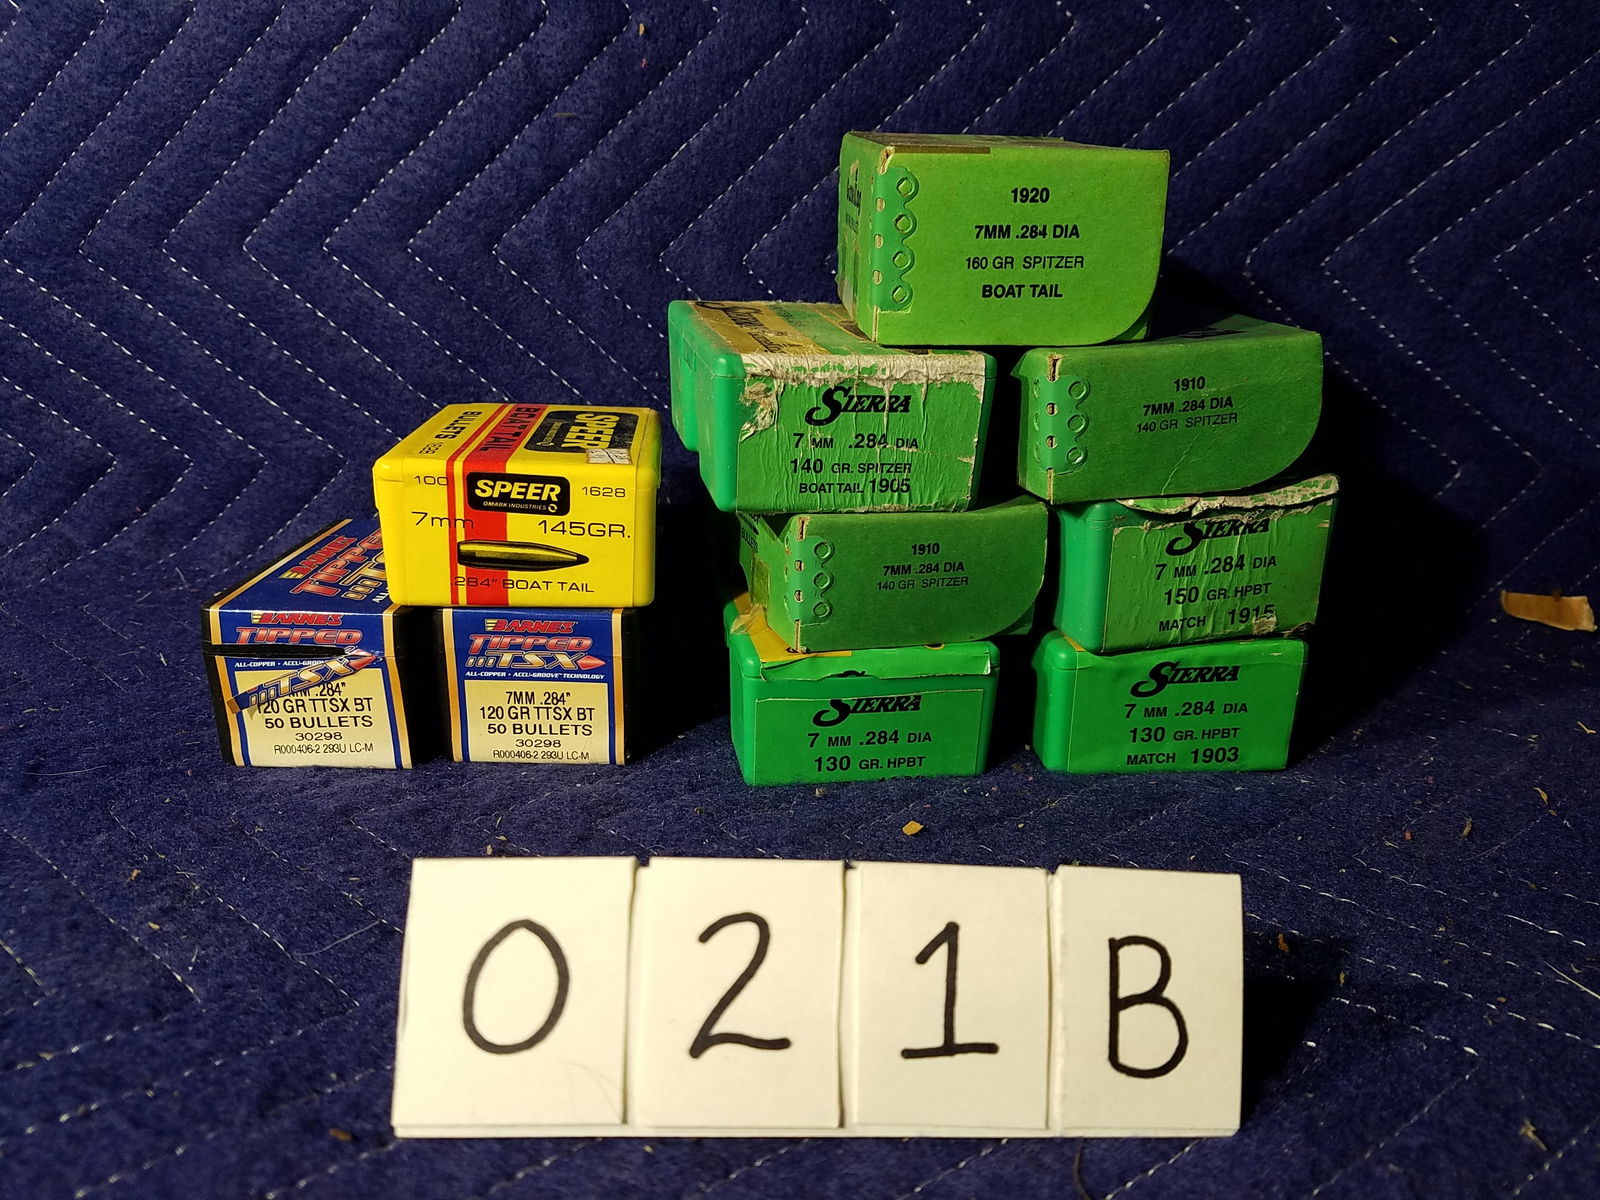 1920
7MM .284 DIA
160 GR SPITZER
BOAT TAIL
SIERRA
7 MM .284 DIA
140 GR. SPITZER
BOAT TAIL 1905
1910
7MM .284 DIA
140 GR SPITZER
BULLETS
BOAT TAIL
SPEER
100
SPEER
1628
OMARK INDUSTRIES
7mm
145GR.
.284" BOAT TAIL
1910
7MM .284 DIA
140 GR SPITZER
SIERRA
7 MM .284 DIA
150 GR. HPBT
MATCH 1915
BARNES
TIPPED
BARNES
TIPPED
TSX
ALL-COPPER • ACCU-GROOVE
.284"
120 GR TTSX BT
50 BULLETS
30298
R000406-2 293U LC-M
BARNES
TIPPED
TSX
ALL-COPPER • ACCU-GROOVE TECHNOLOGY
7MM .284"
120 GR TTSX BT
50 BULLETS
30298
R000406-2 293U LC-M
SIERRA
7 MM .284 DIA
130 GR. HPBT
SIERRA
7 MM .284 DIA
130 GR. HPBT
MATCH 1903
0 2 1 B